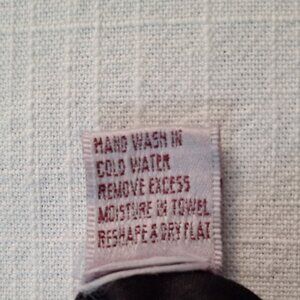 HAND WASH IN
COLD WATER
REMOVE EXCESS
MOISTURE IN TOWEL
RESHAPE & DRY FLAT